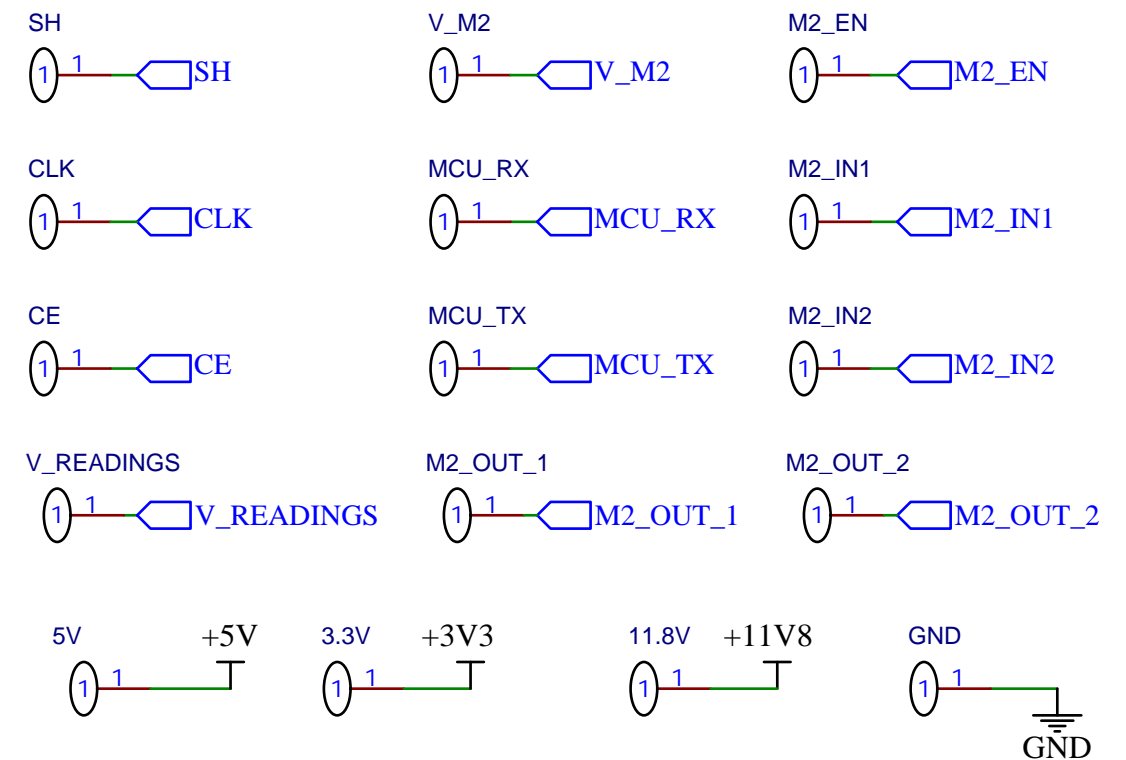 SH V_M2 M2_EN
1 1 SH 1 1 V_M2 1 1 M2_EN
CLK MCU_RX M2_IN1
1 1 CLK 1 1 MCU_RX 1 1 M2_IN1
CE MCU_TX M2_IN2
1 1 CE 1 1 MCU_TX 1 1 M2_IN2
V_READINGS M2_OUT_1 M2_OUT_2
1 1 V_READINGS 1 1 M2_OUT_1 1 1 M2_OUT_2
5V +5V 3.3V +3V3 11.8V +11V8 GND
1 1 1 1 1 1 1 1
GND